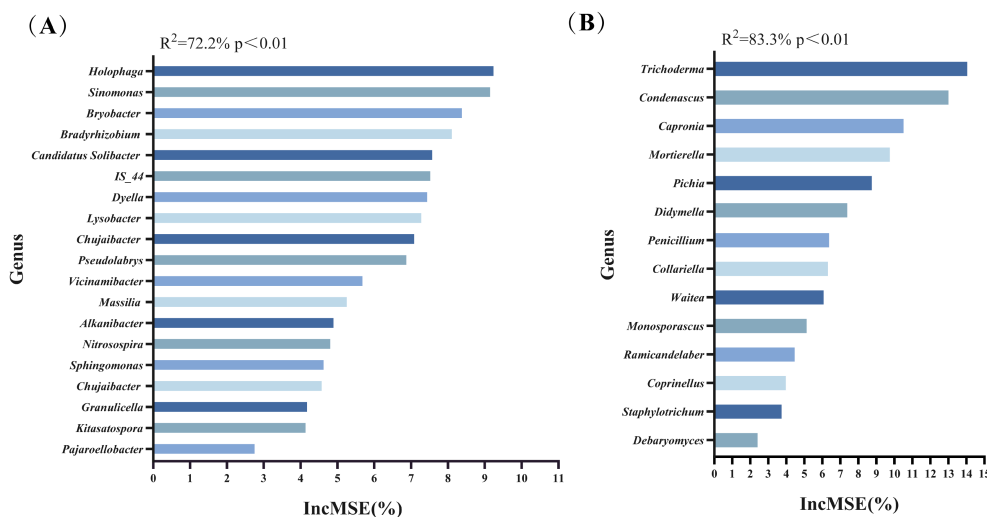 (A)
R²=72.2% p<0.01
Genus
Holophaga
Sinomonas
Bryobacter
Bradyrhizobium
Candidatus Solibacter
IS_44
Dyella
Lysobacter
Chujaibacter
Pseudolabrys
Vicinamibacter
Massilia
Alkanibacter
Nitrosospira
Sphingomonas
Chujaibacter
Granulicella
Kitasatospora
Pajaroellobacter
0 1 2 3 4 5 6 7 8 9 10 11
IncMSE(%)
(B)
R²=83.3% p<0.01
Genus
Trichoderma
Condenascus
Capronia
Mortierella
Pichia
Didymella
Penicillium
Collariella
Waitea
Monosporascus
Ramicandelaber
Coprinellus
Staphylotrichum
Debaryomyces
0 1 2 3 4 5 6 7 8 9 10 11 12 13 14 15
IncMSE(%)